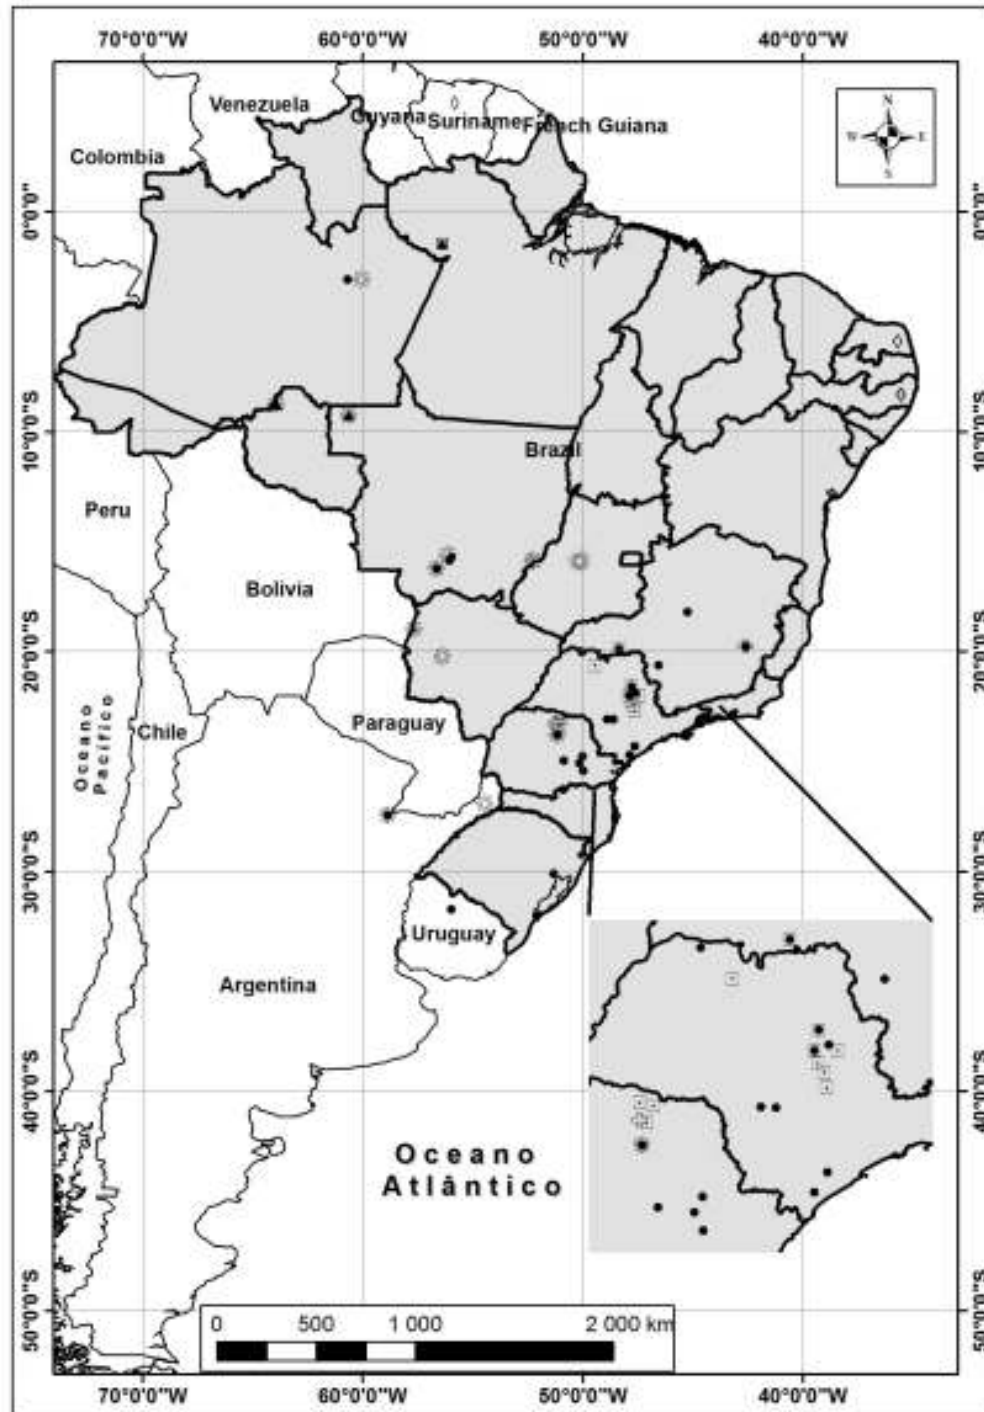 70°0'0"W 60°0'0"W 50°0'0"W 40°0'0"W
N
W E
S
Venezuela
Guyana
Suriname
French Guiana
Colombia
0°0'0"
0°0'0"
10°0'0"S
10°0'0"S
Brazil
Peru
Bolivia
20°0'0"S
20°0'0"S
Paraguay
Chile
Oceano
Pacífico
30°0'0"S
30°0'0"S
Uruguay
Argentina
40°0'0"S
40°0'0"S
Oceano
Atlântico
50°0'0"S
50°0'0"S
0 500 1 000 2 000 km
70°0'0"W 60°0'0"W 50°0'0"W 40°0'0"W